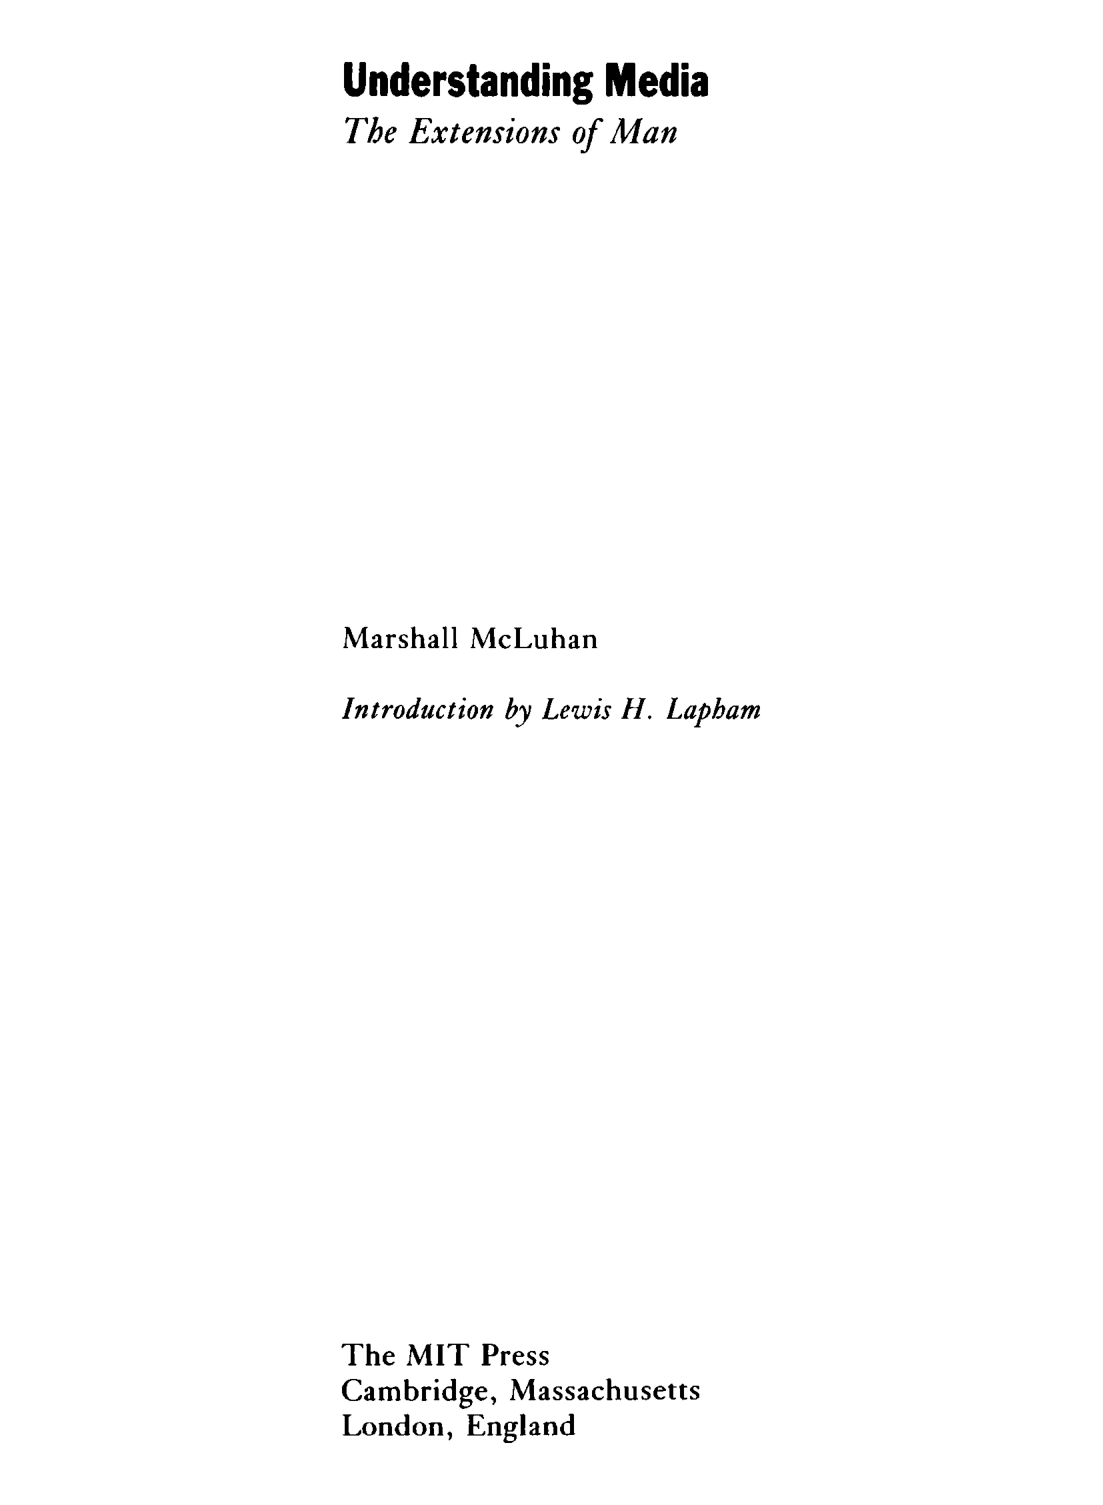 Understanding Media
The Extensions of Man
Marshall McLuhan
Introduction by Lewis H. Lapham
The MIT Press
Cambridge, Massachusetts
London, England